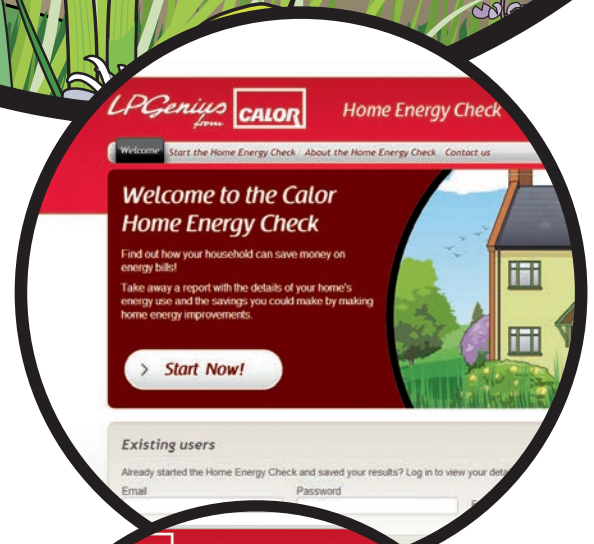 LPGenius from CALOR Home Energy Check
Welcome Start the Home Energy Check About the Home Energy Check Contact us
Welcome to the Calor
Home Energy Check
Find out how your household can save money on
energy bills!
Take away a report with the details of your home's
energy use and the savings you could make by making
home energy improvements.
> Start Now!
Existing users
Already started the Home Energy Check and saved your results? Log in to view your
Email Password